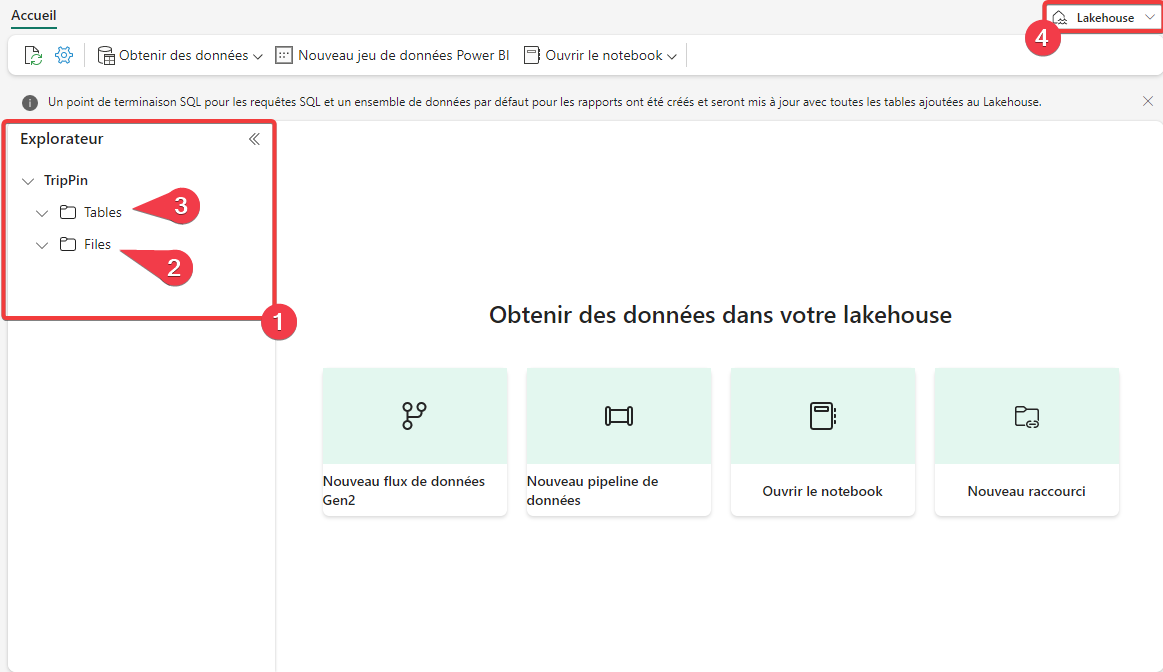 Accueil
Lakehouse
4
Obtenir des données
Nouveau jeu de données Power BI
Ouvrir le notebook
Un point de terminaison SQL pour les requêtes SQL et un ensemble de données par défaut pour les rapports ont été créés et seront mis à jour avec toutes les tables ajoutées au Lakehouse.
Explorateur
TripPin
Tables
3
Files
2
1
Obtenir des données dans votre lakehouse
Nouveau flux de données
Gen2
Nouveau pipeline de
données
Ouvrir le notebook
Nouveau raccourci